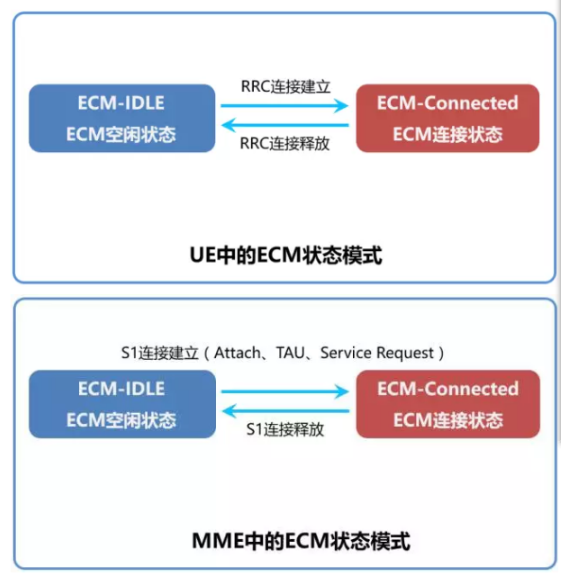 RRC连接建立
ECM-IDLE
ECM空闲状态
ECM-Connected
ECM连接状态
RRC连接释放
UE中的ECM状态模式
S1连接建立（Attach、TAU、Service Request）
ECM-IDLE
ECM空闲状态
ECM-Connected
ECM连接状态
S1连接释放
MME中的ECM状态模式